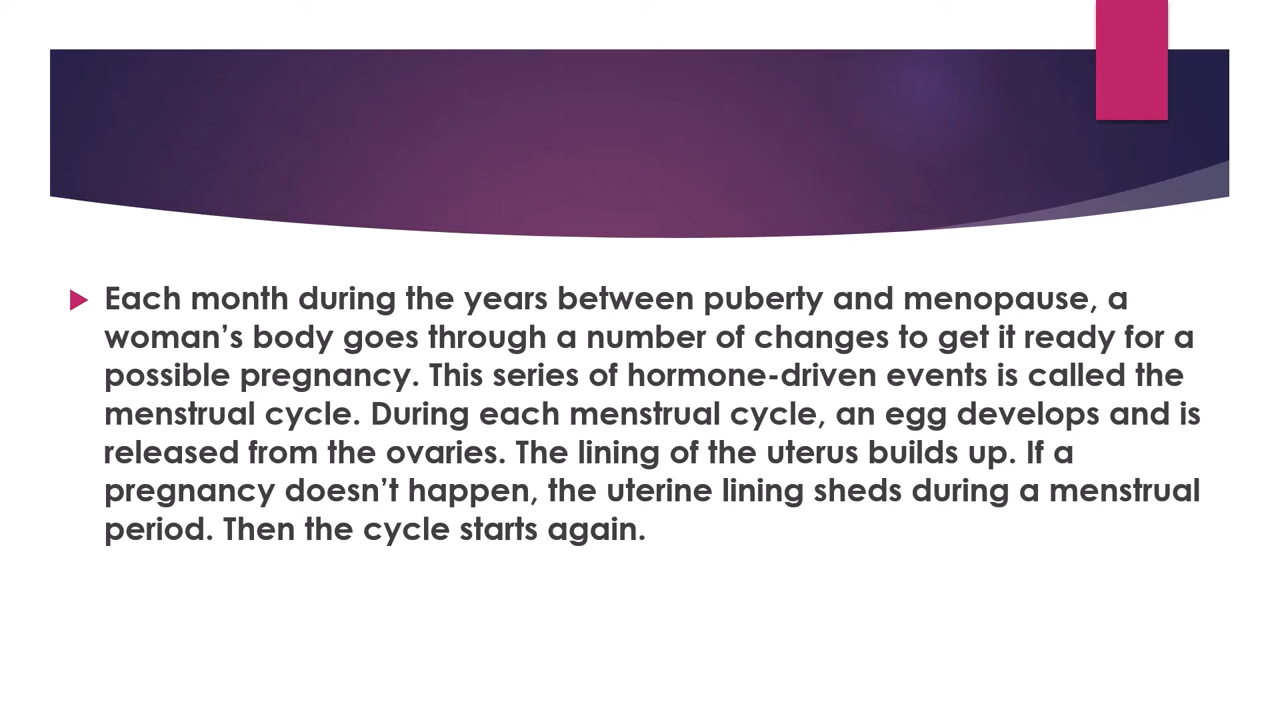 Each month during the years between puberty and menopause, a
woman’s body goes through a number of changes to get it ready for a
possible pregnancy. This series of hormone-driven events is called the
menstrual cycle. During each menstrual cycle, an egg develops and is
released from the ovaries. The lining of the uterus builds up. If a
pregnancy doesn’t happen, the uterine lining sheds during a menstrual
period. Then the cycle starts again.